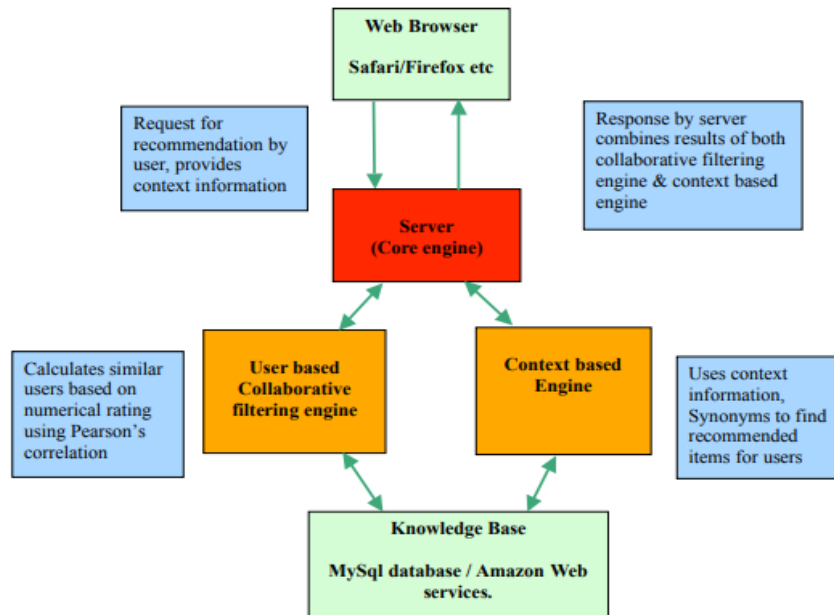 Web Browser
Safari/Firefox etc
Request for
recommendation by
user, provides
context information
Response by server
combines results of both
collaborative filtering
engine & context based
engine
Server
(Core engine)
Calculates similar
users based on
numerical rating
using Pearson's
correlation
User based
Collaborative
filtering engine
Context based
Engine
Uses context
information,
Synonyms to find
recommended
items for users
Knowledge Base
MySql database / Amazon Web
services.